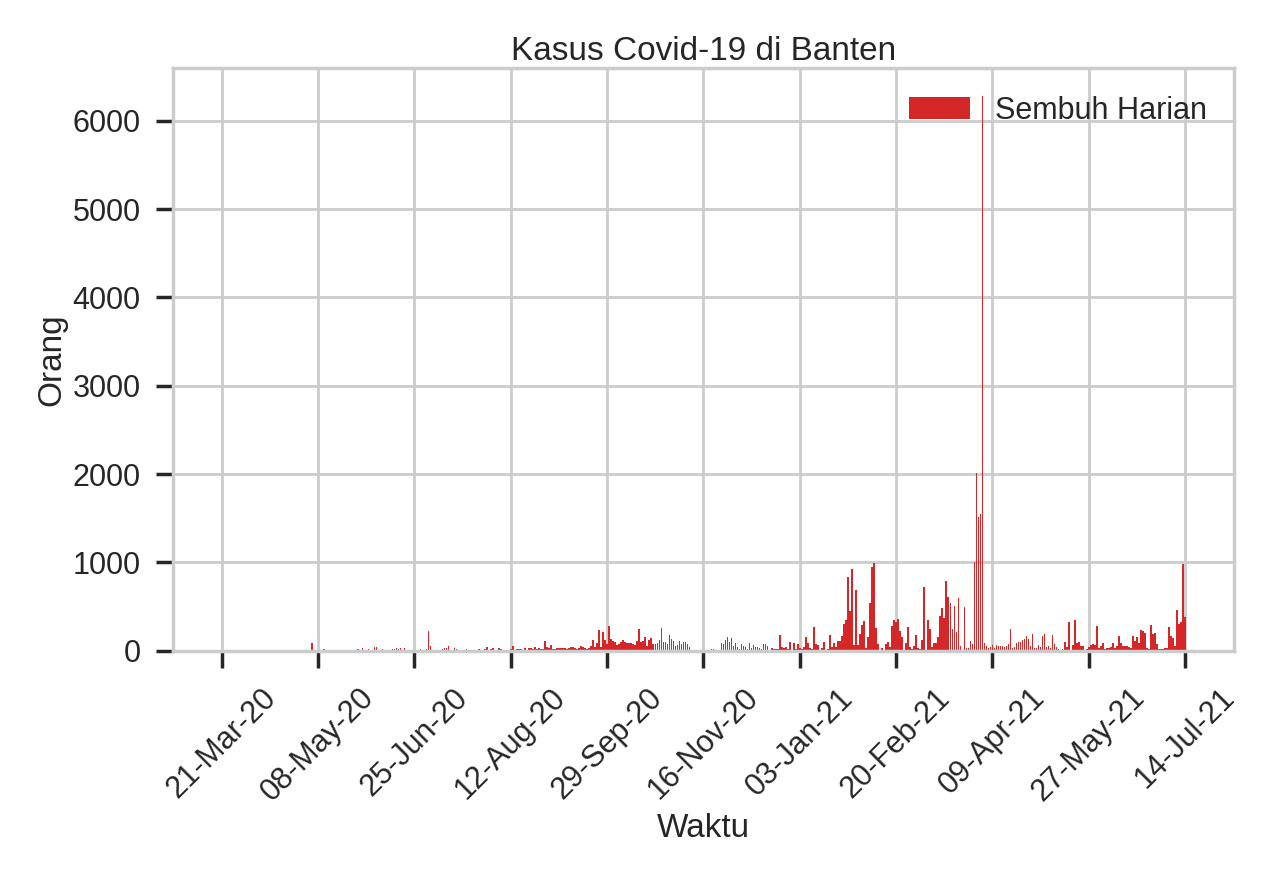 Kasus Covid-19 di Banten
Sembuh Harian
6000
5000
4000
3000
2000
1000
0
Orang
21-Mar-20
08-May-20
25-Jun-20
12-Aug-20
29-Sep-20
16-Nov-20
03-Jan-21
20-Feb-21
09-Apr-21
27-May-21
14-Jul-21
Waktu